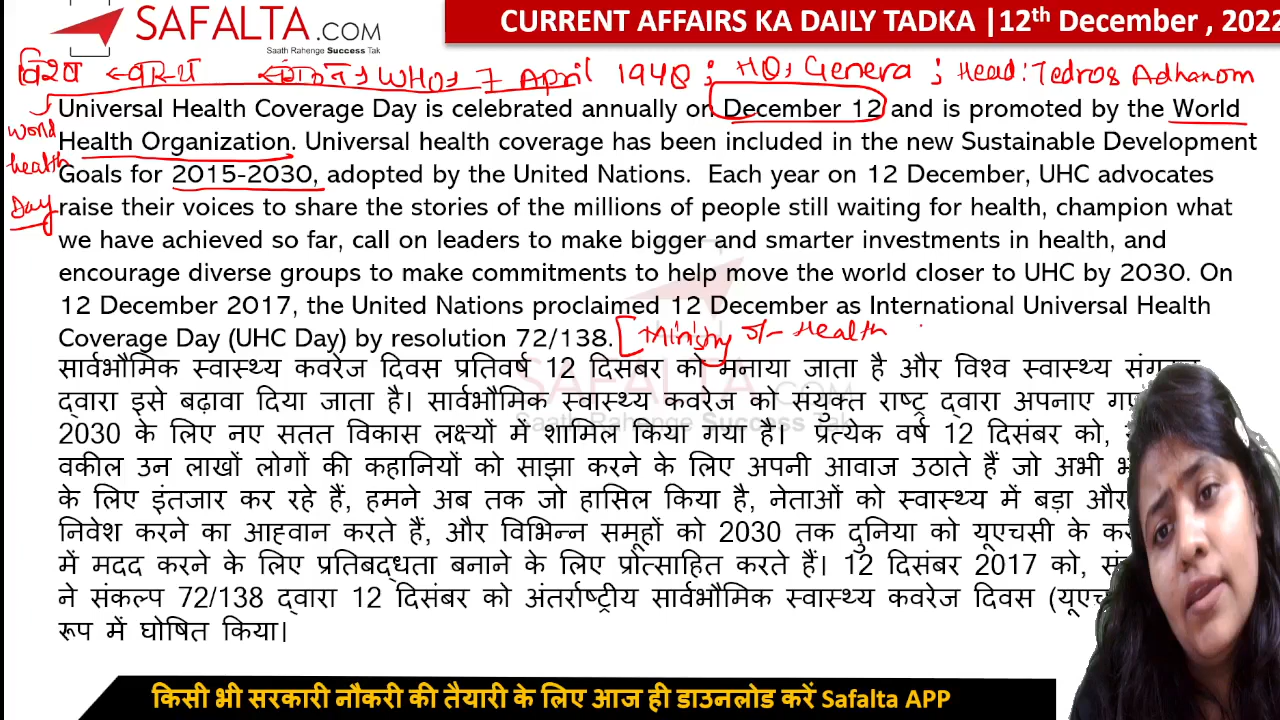 SAFALTA.COM
Saath Rahenge Success Tak
CURRENT AFFAIRS KA DAILY TADKA |12th December , 2022
विश्व स्वास्थ्य संगठन WHO: 7 April 1948 ; HQ: Geneva ; Head: Tedros Adhanom
Universal Health Coverage Day is celebrated annually on December 12 and is promoted by the World
World
Health Organization. Universal health coverage has been included in the new Sustainable Development
health
Goals for 2015-2030, adopted by the United Nations. Each year on 12 December, UHC advocates
Day
raise their voices to share the stories of the millions of people still waiting for health, champion what
we have achieved so far, call on leaders to make bigger and smarter investments in health, and
encourage diverse groups to make commitments to help move the world closer to UHC by 2030. On
12 December 2017, the United Nations proclaimed 12 December as International Universal Health
Coverage Day (UHC Day) by resolution 72/138. [Ministry of Health
सार्वभौमिक स्वास्थ्य कवरेज दिवस प्रतिवर्ष 12 दिसंबर को मनाया जाता है और विश्व स्वास्थ्य
द्वारा इसे बढ़ावा दिया जाता है। सार्वभौमिक स्वास्थ्य कवरेज को संयुक्त राष्ट्र द्वारा अपनाए
2030 के लिए नए सतत विकास लक्ष्यों में शामिल किया गया है। प्रत्येक वर्ष 12 दिसंबर को,
वकील उन लाखों लोगों की कहानियों को साझा करने के लिए अपनी आवाज उठाते हैं जो अभी
के लिए इंतजार कर रहे हैं, हमने अब तक जो हासिल किया है, नेताओं को स्वास्थ्य में बड़ा और
निवेश करने का आह्वान करते हैं, और विभिन्न समूहों को 2030 तक दुनिया को यूएचसी के
में मदद करने के लिए प्रतिबद्धता बनाने के लिए प्रोत्साहित करते हैं। 12 दिसंबर 2017 को,
ने संकल्प 72/138 द्वारा 12 दिसंबर को अंतर्राष्ट्रीय सार्वभौमिक स्वास्थ्य कवरेज दिवस
रूप में घोषित किया।
किसी भी सरकारी नौकरी की तैयारी के लिए आज ही डाउनलोड करें Safalta APP